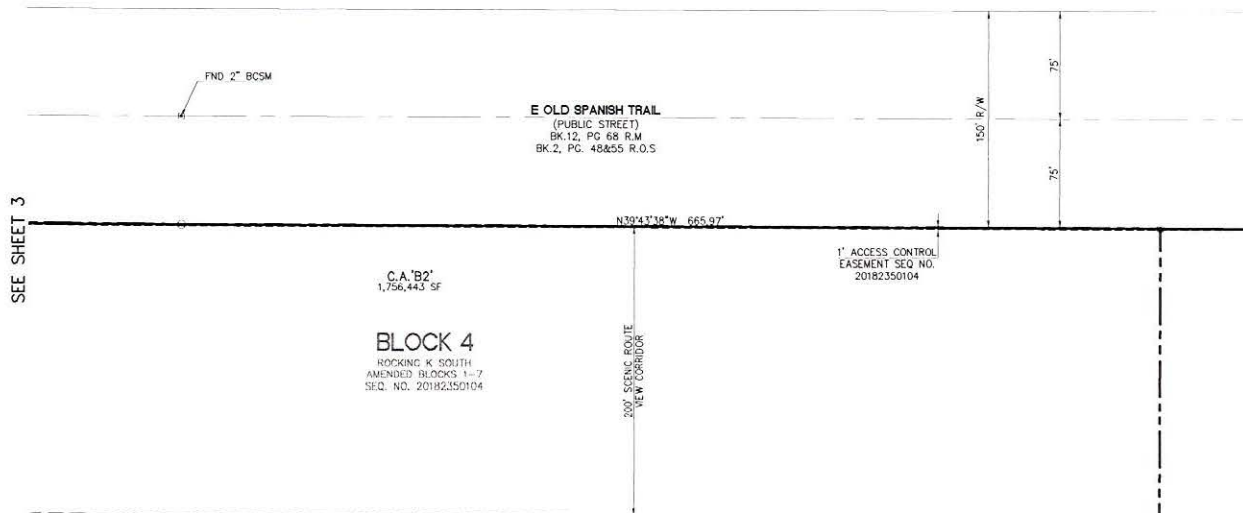 FND 2" BCSM
E OLD SPANISH TRAIL
(PUBLIC STREET)
BK.12, PG 68 R.M
BK.2, PG. 48&55 R.O.S
75'
150' R/W
75'
SEE SHEET 3
N39°43'38"W 665.97'
1' ACCESS CONTROL
EASEMENT SEQ NO.
20182350104
C.A.'B2'
1,756,443 SF
BLOCK 4
ROCKING K SOUTH
AMENDED BLOCKS 1-7
SEQ. NO. 20182350104
200' SCENIC ROUTE
VIEW CORRIDOR